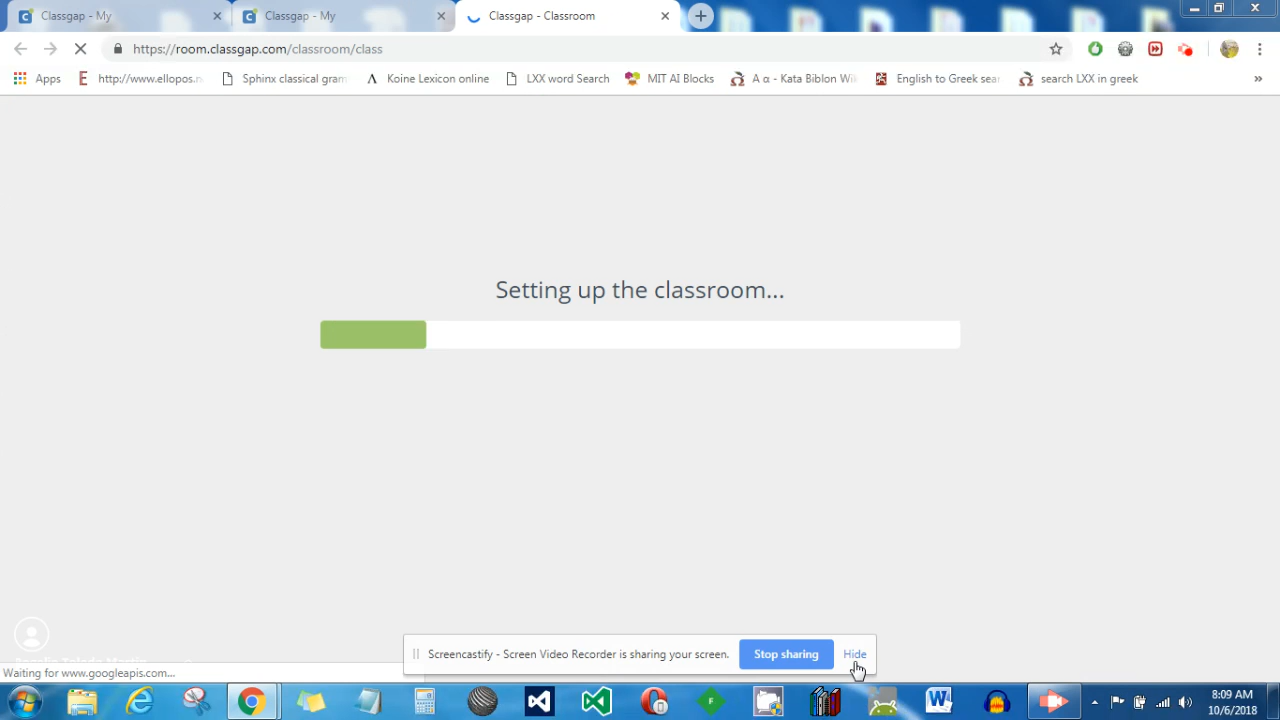 Classgap - My
Classgap - My
Classgap - Classroom
https://room.classgap.com/classroom/class
Apps
http://www.ellopos.n
Sphinx classical gram
Koine Lexicon online
LXX word Search
MIT AI Blocks
Α α - Kata Biblon Wi
English to Greek sea
search LXX in greek
»
Setting up the classroom...
Screencastify - Screen Video Recorder is sharing your screen.
Stop sharing
Hide
Waiting for www.googleapis.com...
8:09 AM
10/6/2018